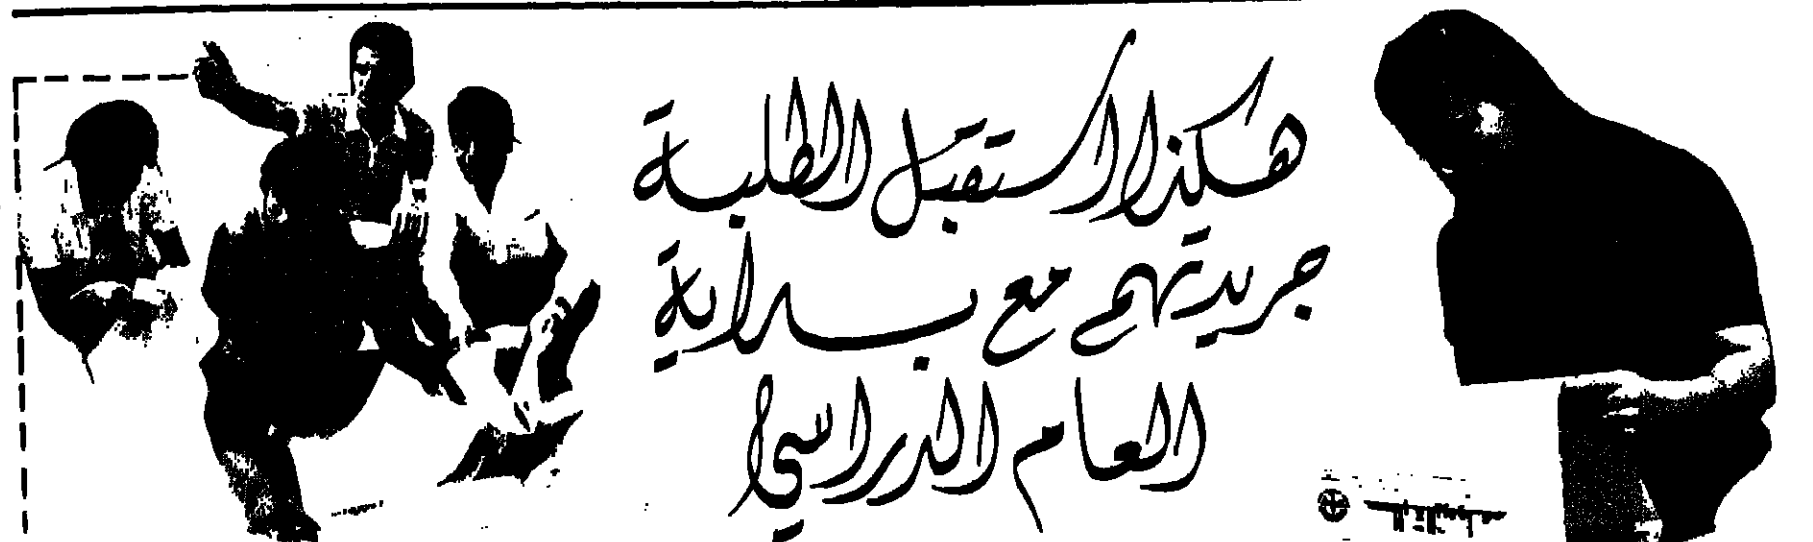 هكذا استقبل الطلبة
جريدتهم مع بداية
العام الدراسي